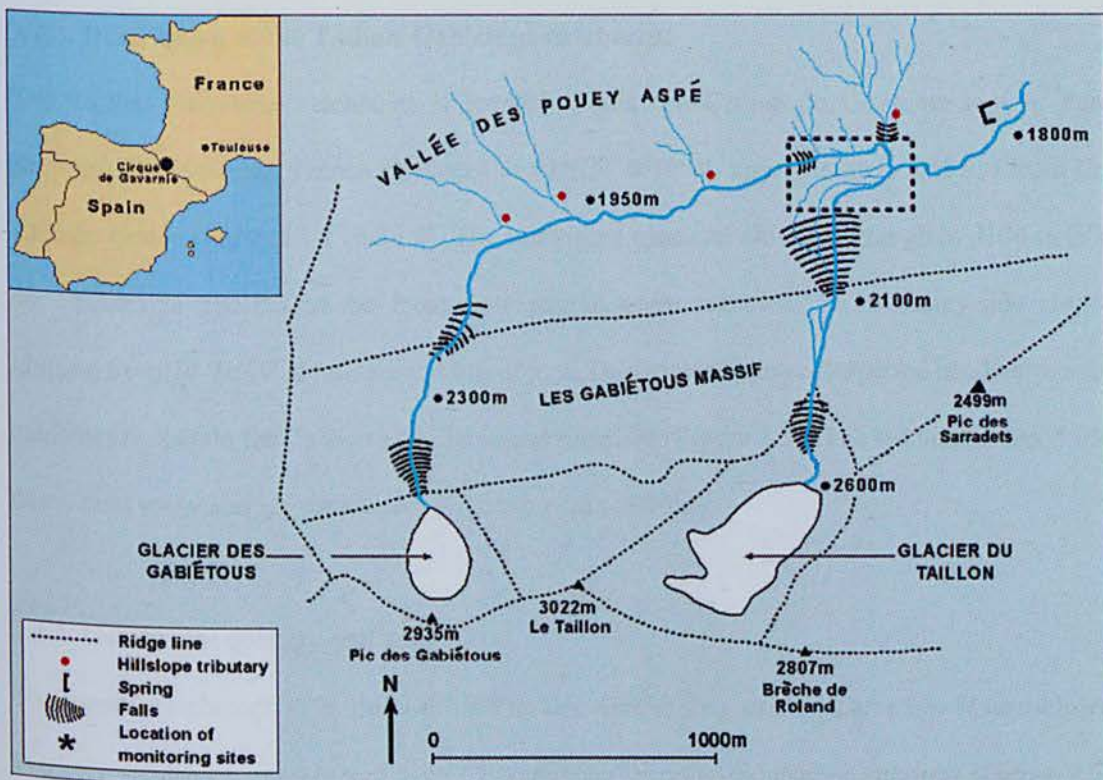 France
Toulouse
Cirque
de Gavarnie
Spain
VALLÉE DES POUEY ASPÉ
1800m
1950m
2100m
2300m
LES GABIÉTOUS MASSIF
2499m
Pic des
Sarradets
2600m
GLACIER DES
GABIÉTOUS
GLACIER DU
TAILLON
3022m
Le Taillon
2935m
Pic des Gabiétous
2807m
Brèche de
Roland
Ridge line
Hillslope tributary
Spring
Falls
Location of
monitoring sites
N
0
1000m